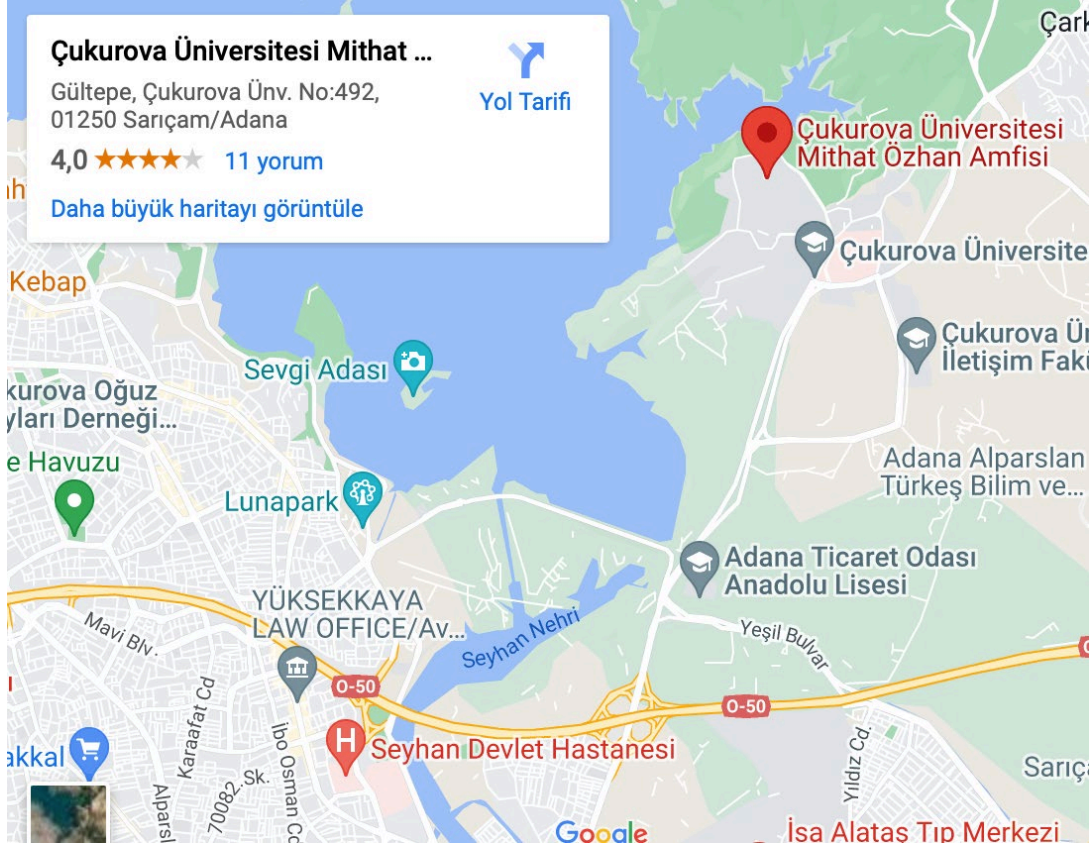 Çukurova Üniversitesi Mithat ...
Gültepe, Çukurova Ünv. No:492,
01250 Sarıçam/Adana
4,0
11 yorum
Daha büyük haritayı görüntüle
Yol Tarifi
Çark
Çukurova Üniversitesi
Mithat Özhan Amfisi
Çukurova Üniversite
Kebap
Sevgi Adası
Çukurova Ür
İletişim Fakü
kurova Oğuz
yları Derneği...
e Havuzu
Lunapark
Adana Alparslan
Türkeş Bilim ve...
Adana Ticaret Odası
Anadolu Lisesi
YÜKSEKKAYA
LAW OFFICE/Av...
Mavi Blv.
Seyhan Nehri
Yeşil Bulvar
O-50
O-50
H
Seyhan Devlet Hastanesi
Karaafat Cd
İbo Osman Cd
70082. Sk.
Alparsl
Yıldız Cd.
akkal
Sarıça
Google
İsa Alataş Tıp Merkezi